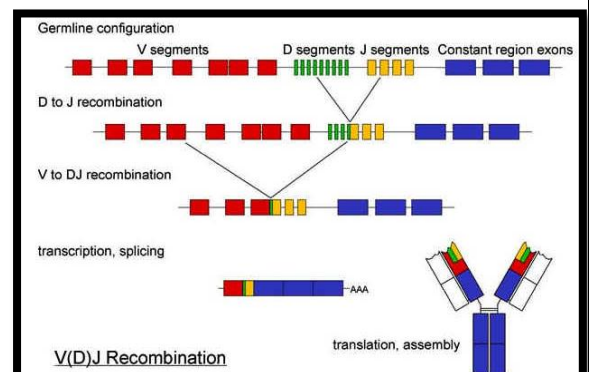 Germline configuration
V segments D segments J segments Constant region exons
D to J recombination
V to DJ recombination
transcription, splicing
AAA
translation, assembly
V(D)J Recombination